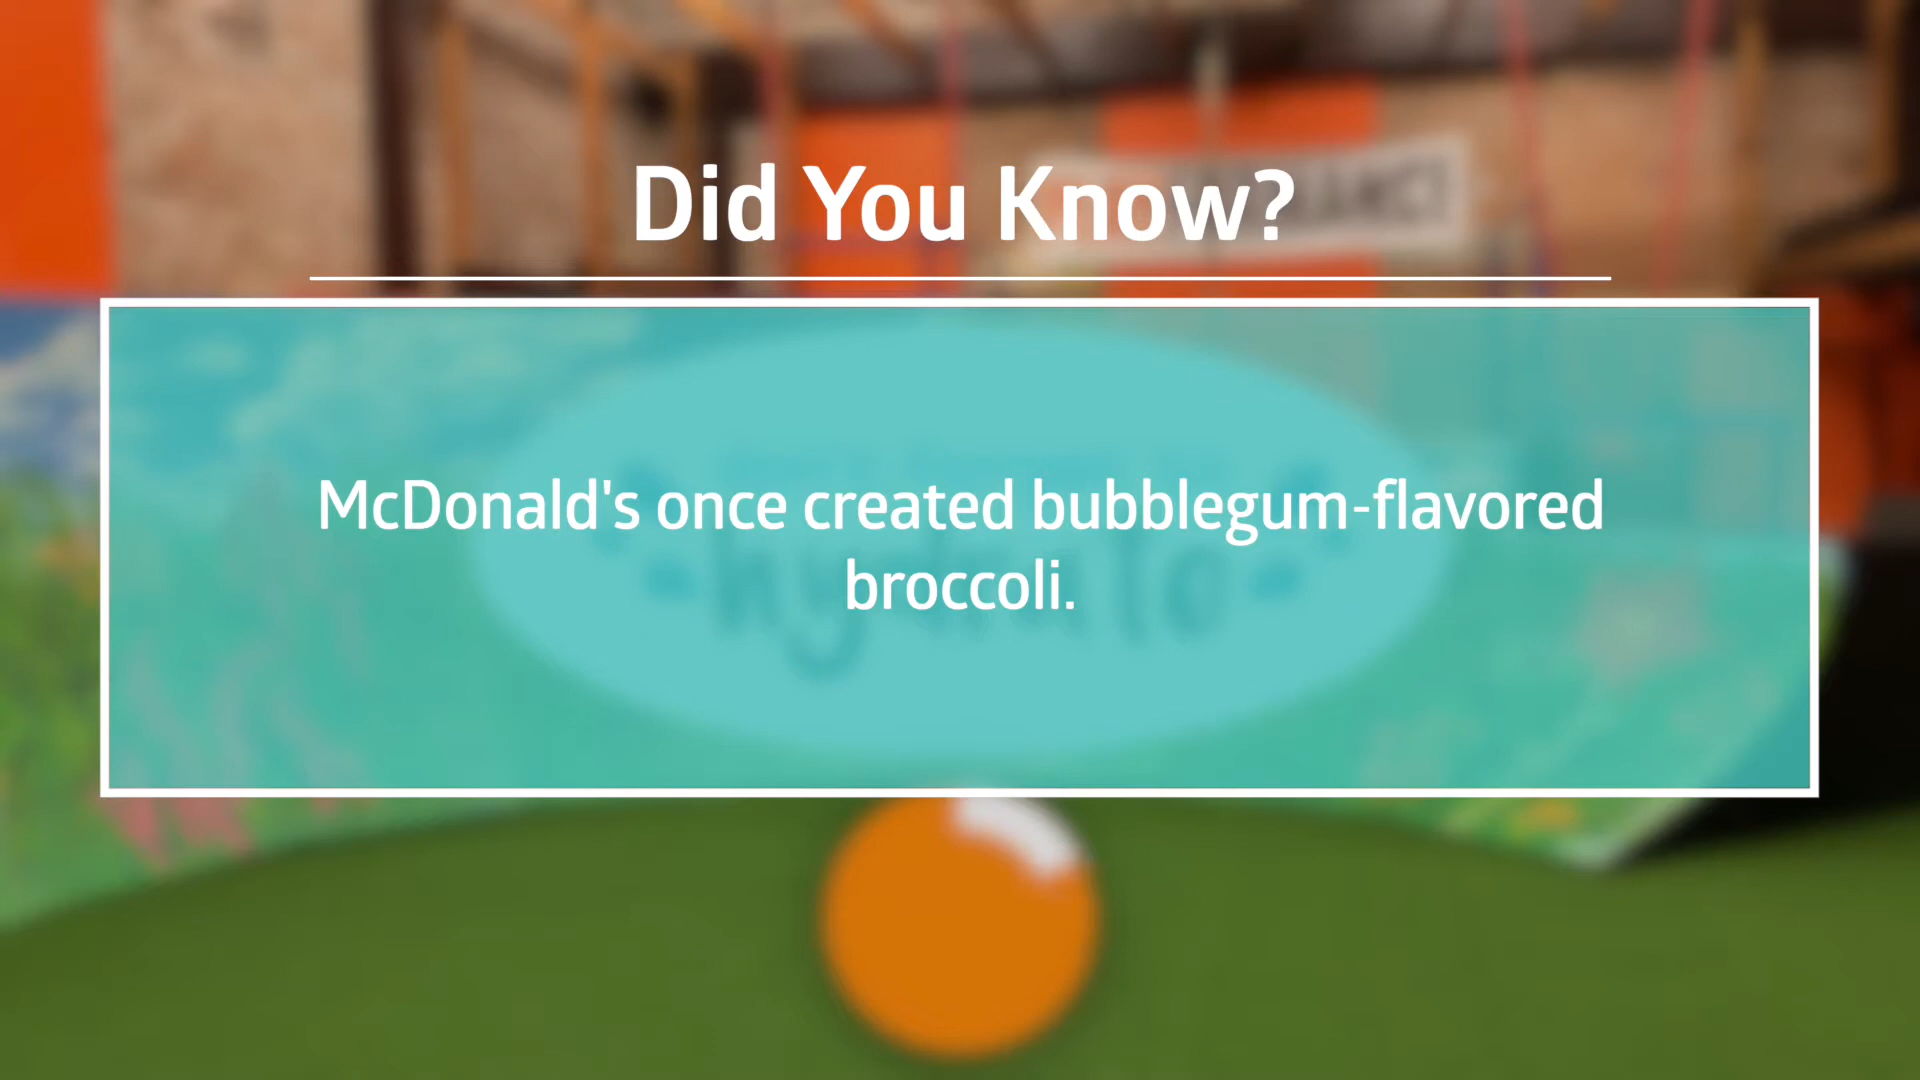 Did You Know?
McDonald's once created bubblegum-flavored
broccoli.